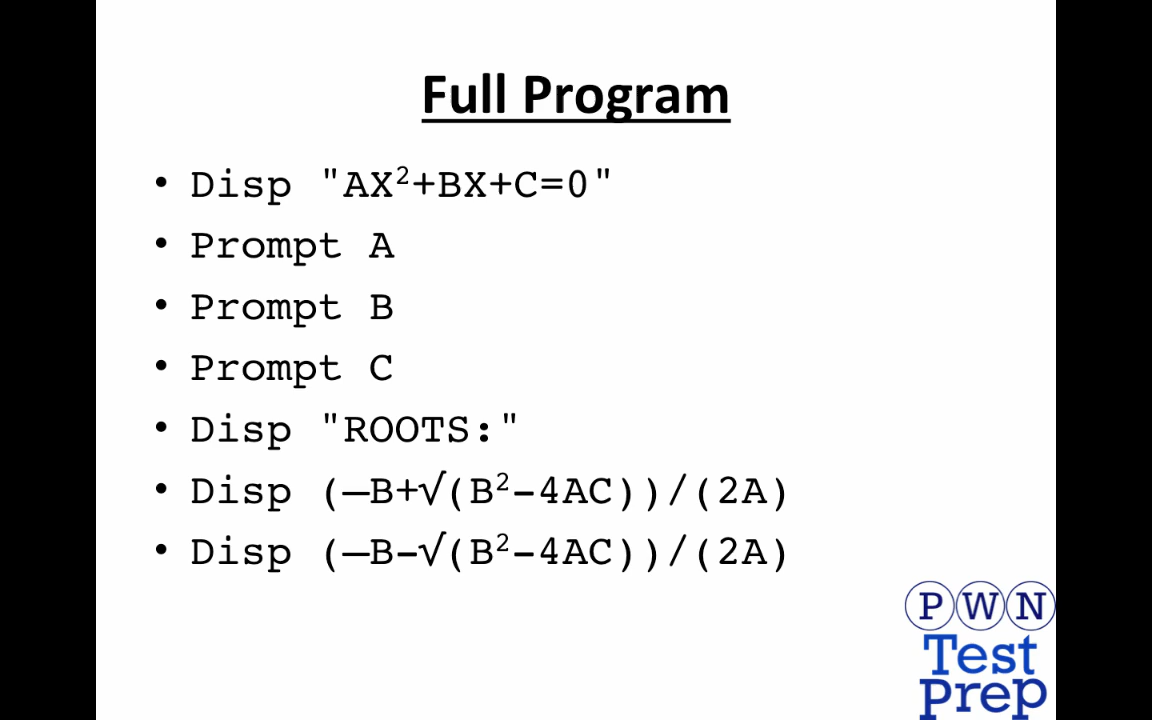 Full Program
• Disp "AX²+BX+C=0"
• Prompt A
• Prompt B
• Prompt C
• Disp "ROOTS:"
• Disp (—B+√(B²–4AC))/(2A)
• Disp (—B–√(B²–4AC))/(2A)
PWN
Test
Prep